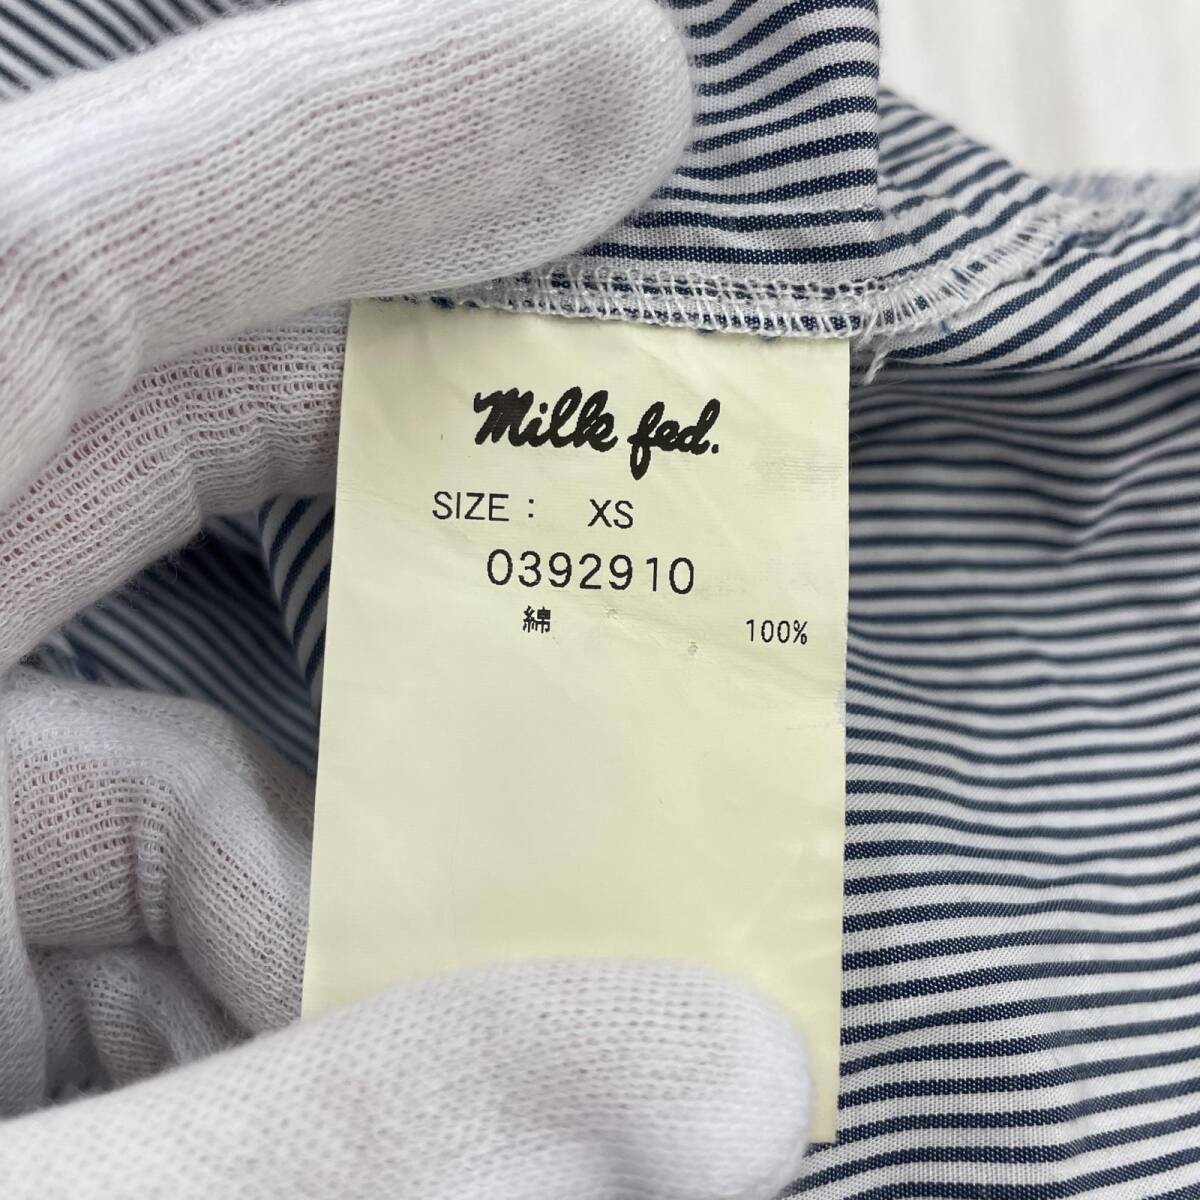 Milk fed.
SIZE : XS
0392910
綿 100%